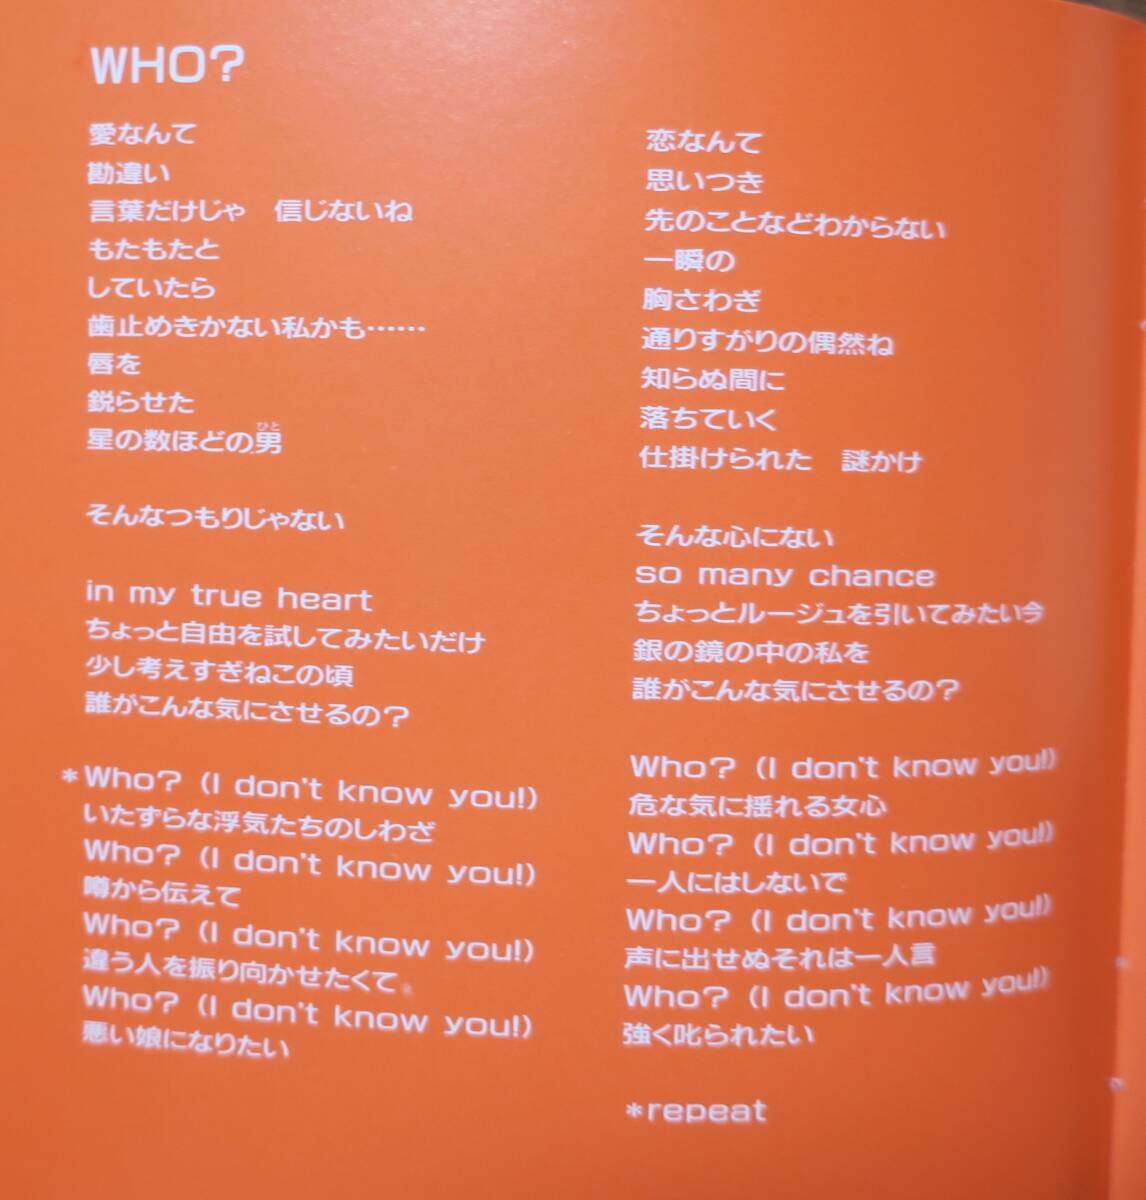 WHO?
愛なんて
勘違い
言葉だけじゃ　信じないね
もたもたと
していたら
歯止めきかない私かも……
唇を
鋭らせた
ひと
星の数ほどの男
そんなつもりじゃない
in my true heart
ちょっと自由を試してみたいだけ
少し考えすぎねこの頃
誰がこんな気にさせるの？
*Who? (I don't know you!)
いたずらな浮気たちのしわざ
Who? (I don't know you!)
噂から伝えて
Who? (I don't know you!)
違う人を振り向かせたくて
Who? (I don't know you!)
悪い娘になりたい
恋なんて
思いつき
先のことなどわからない
一瞬の
胸さわぎ
通りすがりの偶然ね
知らぬ間に
落ちていく
仕掛けられた　謎かけ
そんな心にない
so many chance
ちょっとルージュを引いてみたい今
銀の鏡の中の私を
誰がこんな気にさせるの？
Who? (I don't know you!)
危な気に揺れる女心
Who? (I don't know you!)
一人にはしないで
Who? (I don't know you!)
声に出せぬそれは一人言
Who? (I don't know you!)
強く叱られたい
*repeat